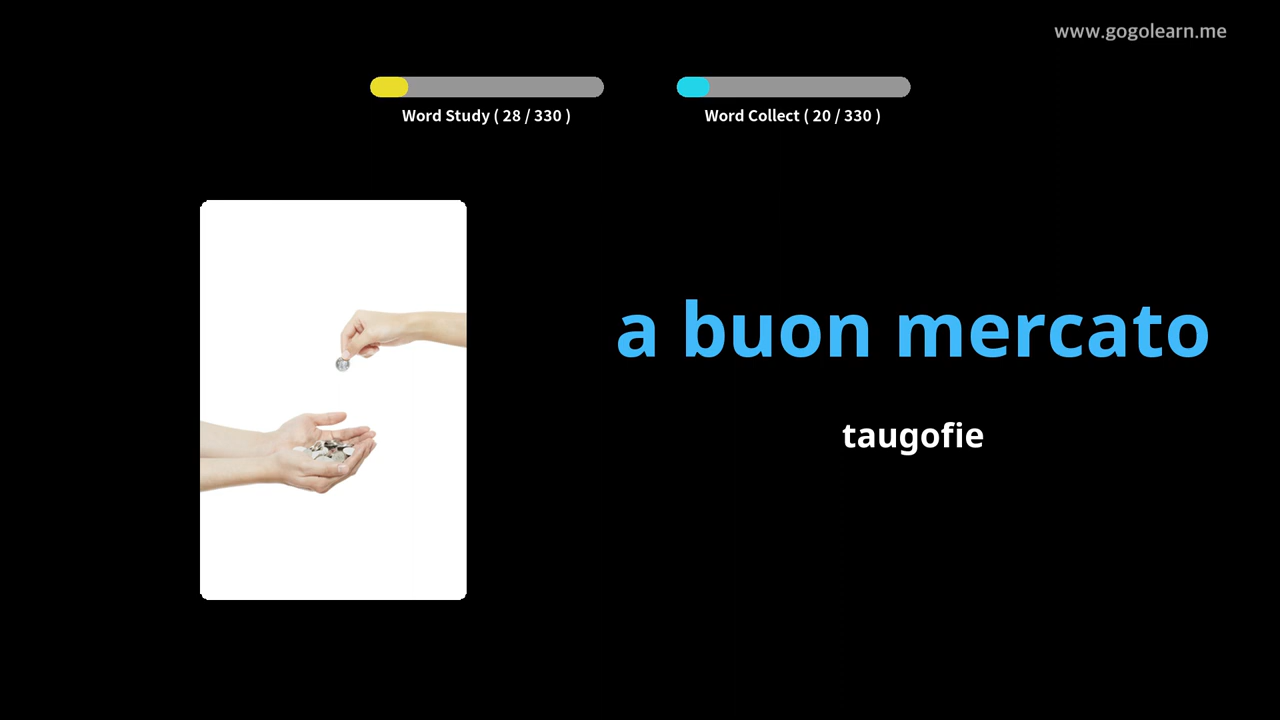 www.gogolearn.me
Word Study ( 28 / 330 )
Word Collect ( 20 / 330 )
a buon mercato
taugofie